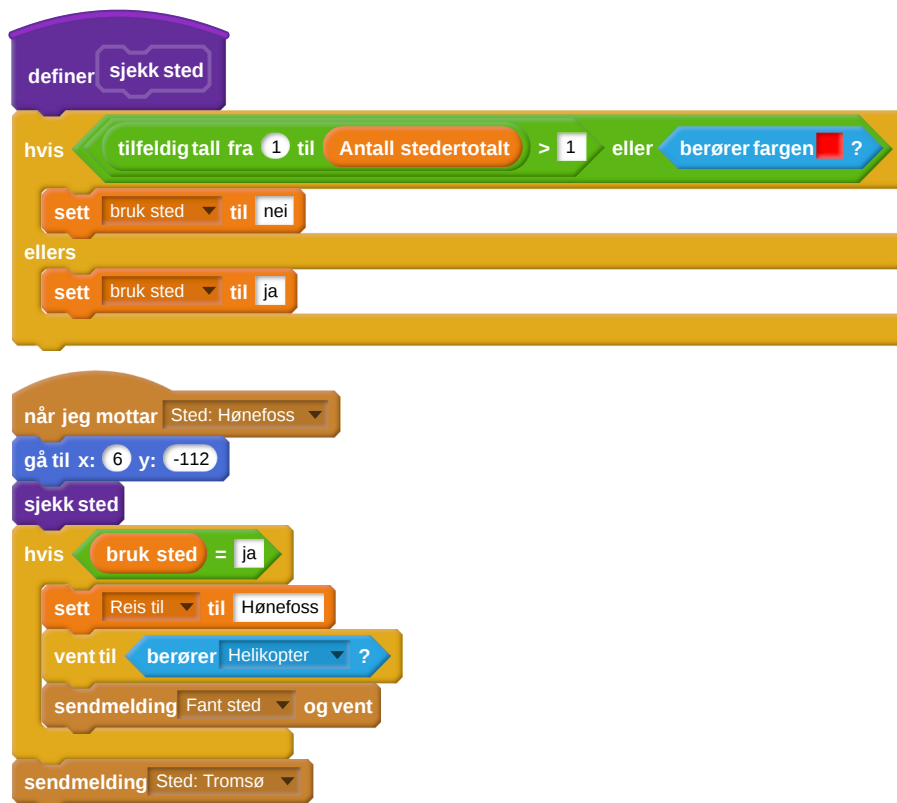 definer sjekk sted
hvis tilfeldig tall fra 1 til Antall stedertotalt > 1 eller berører fargen ?
sett bruk sted til nei
ellers
sett bruk sted til ja
når jeg mottar Sted: Hønefoss
gå til x: 6 y: -112
sjekk sted
hvis bruk sted = ja
sett Reis til til Hønefoss
vent til berører Helikopter ?
sendmelding Fant sted og vent
sendmelding Sted: Tromsø